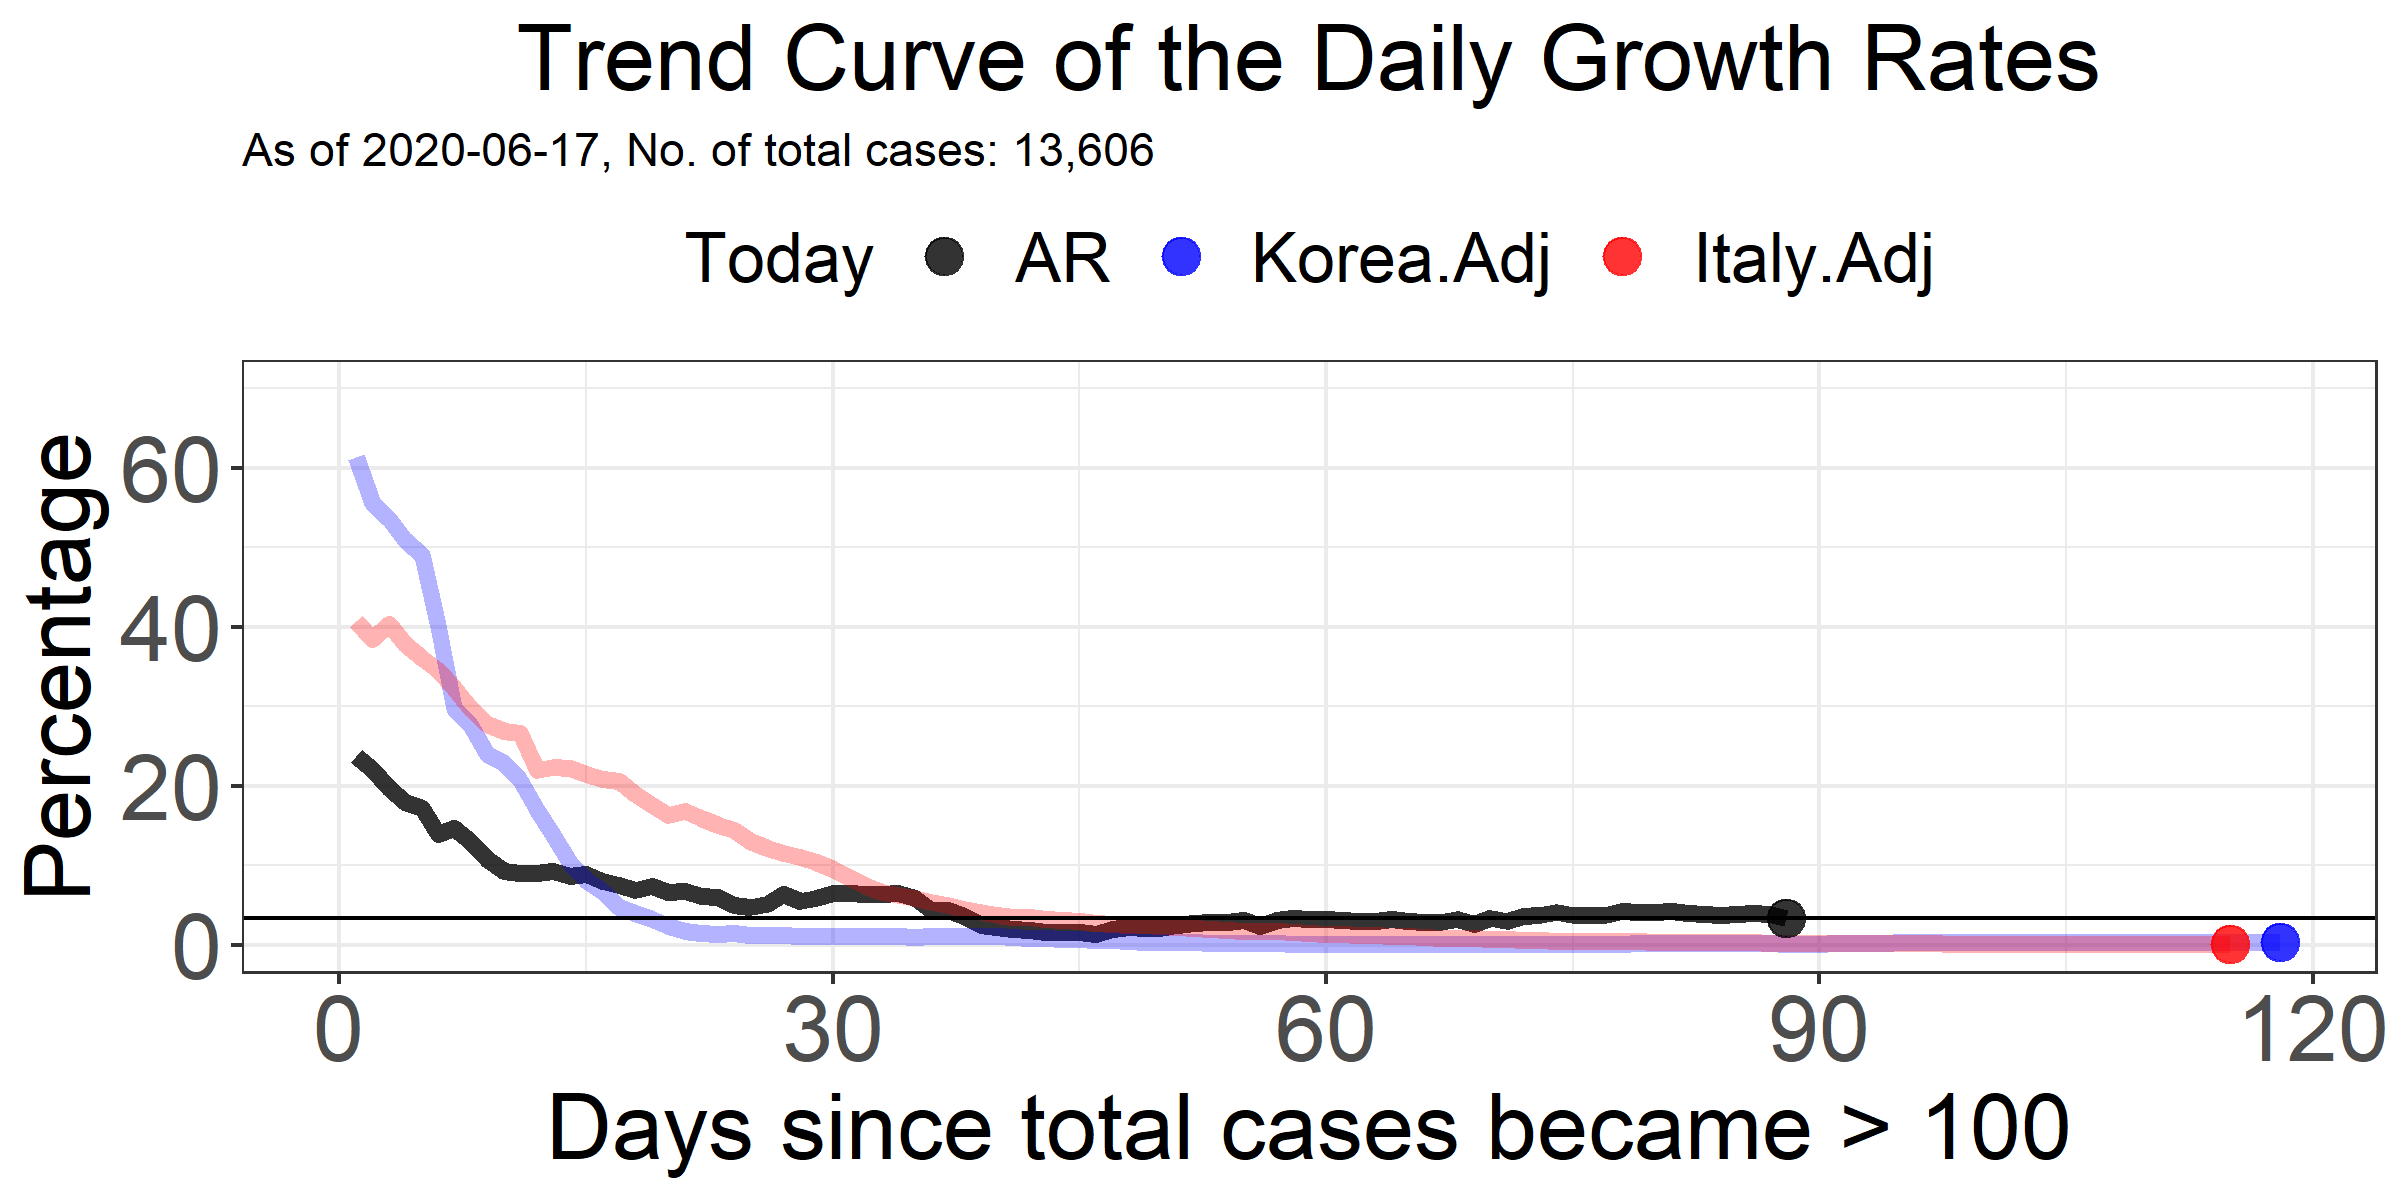 Trend Curve of the Daily Growth Rates
As of 2020-06-17, No. of total cases: 13,606
Today AR Korea.Adj Italy.Adj
Percentage
60
40
20
0
0 30 60 90 120
Days since total cases became > 100